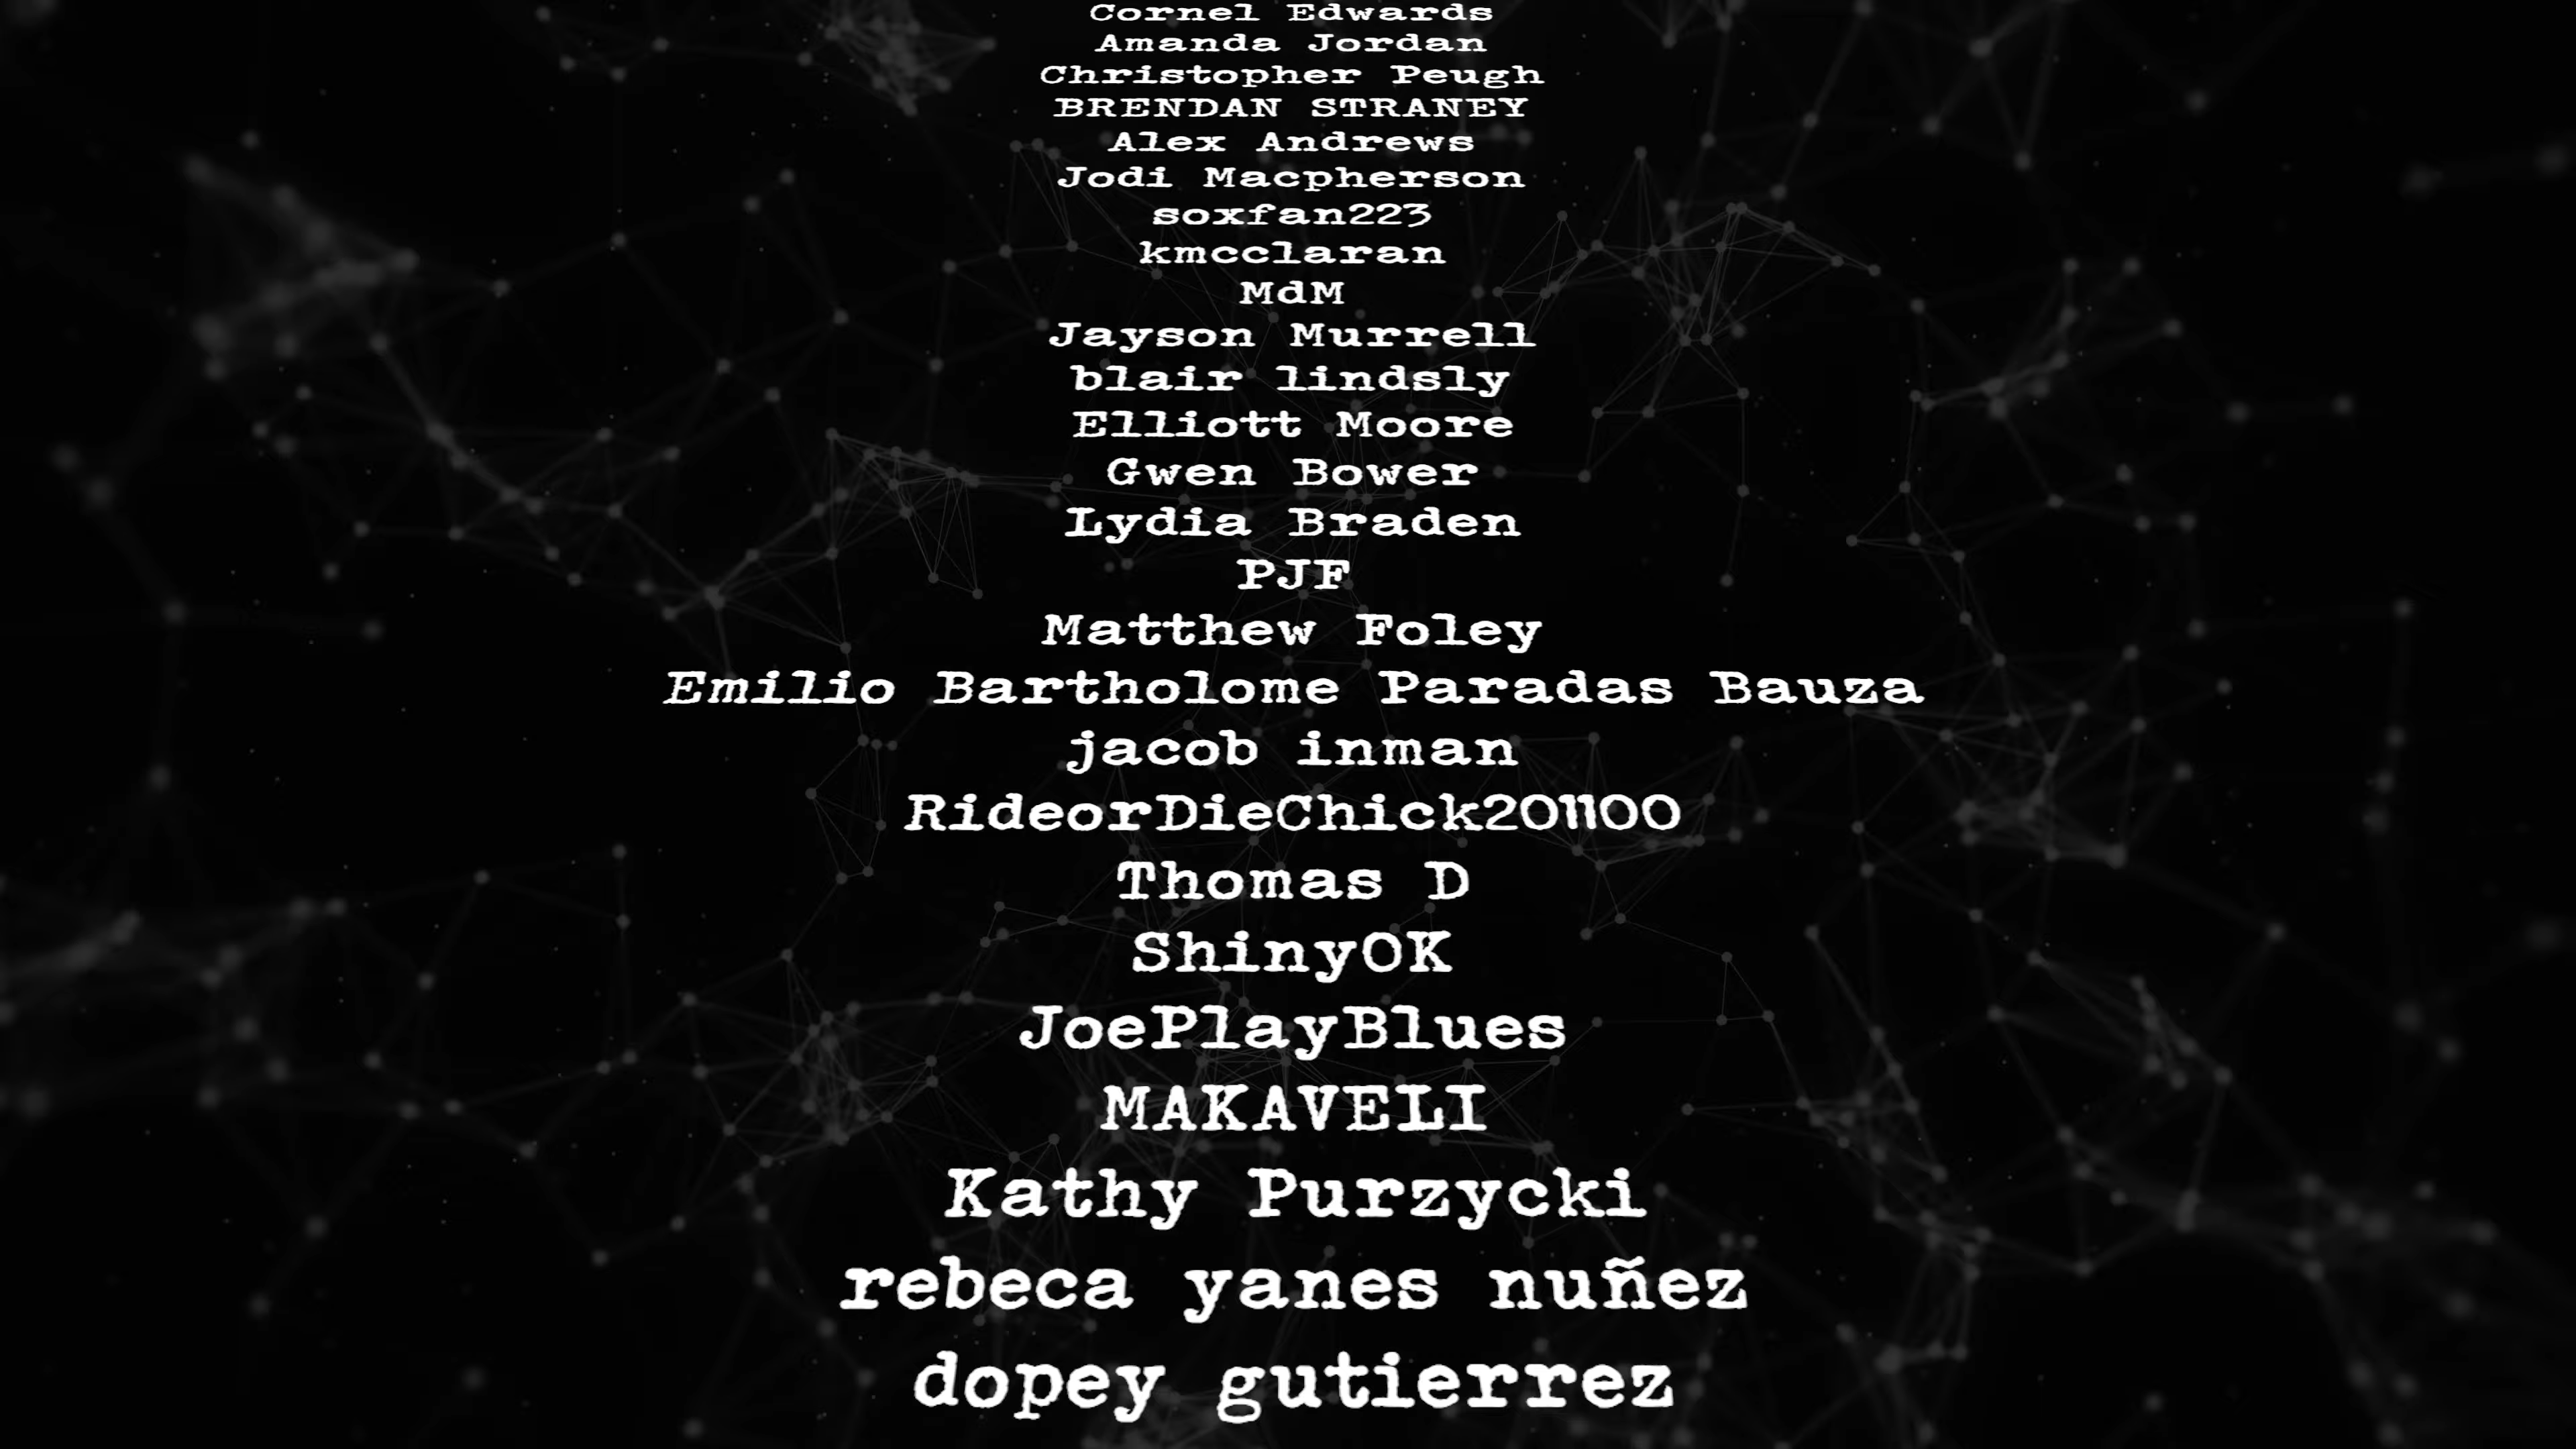 Cornel Edwards
Amanda Jordan
Christopher Peugh
BRENDAN STRANEY
Alex Andrews
Jodi Macpherson
soxfan223
kmcclaran
MdM
Jayson Murrell
blair lindsly
Elliott Moore
Gwen Bower
Lydia Braden
PJF
Matthew Foley
Emilio Bartholome Paradas Bauza
jacob inman
RideorDieChick201100
Thomas D
ShinyOK
JoePlayBlues
MAKAVELI
Kathy Purzycki
rebeca yanes nuñez
dopey gutierrez